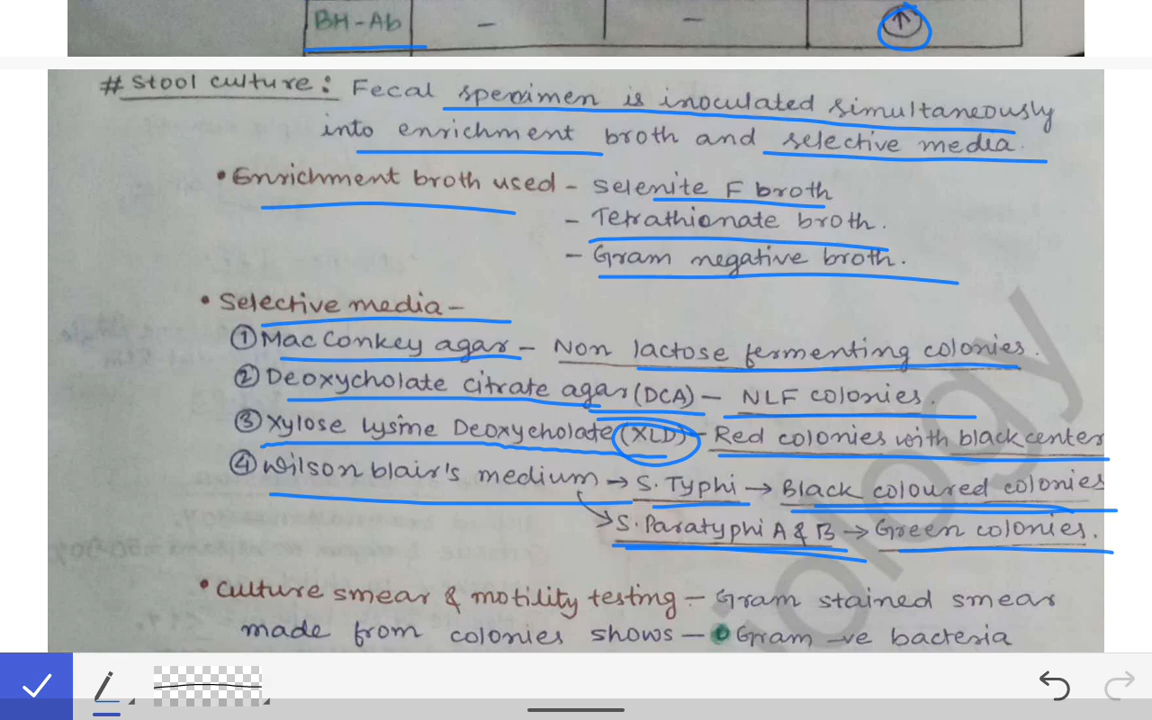 BH-Ab - - ↑
# Stool culture : Fecal specimen is inoculated simultaneously
into enrichment broth and selective media.
• Enrichment broth used - Selenite F broth
- Tetrathionate broth.
- Gram negative broth.
• Selective media -
① MacConkey agar - Non lactose fermenting colonies.
② Deoxycholate citrate agar (DCA) - NLF colonies.
③ Xylose Lysine Deoxycholate (XLD) - Red colonies with black center
④ Wilson blair's medium → S. Typhi → Black coloured colonies
→ S. Paratyphi A & B → Green colonies.
• Culture smear & motility testing - Gram stained smear
made from colonies shows - Gram -ve bacteria
iology